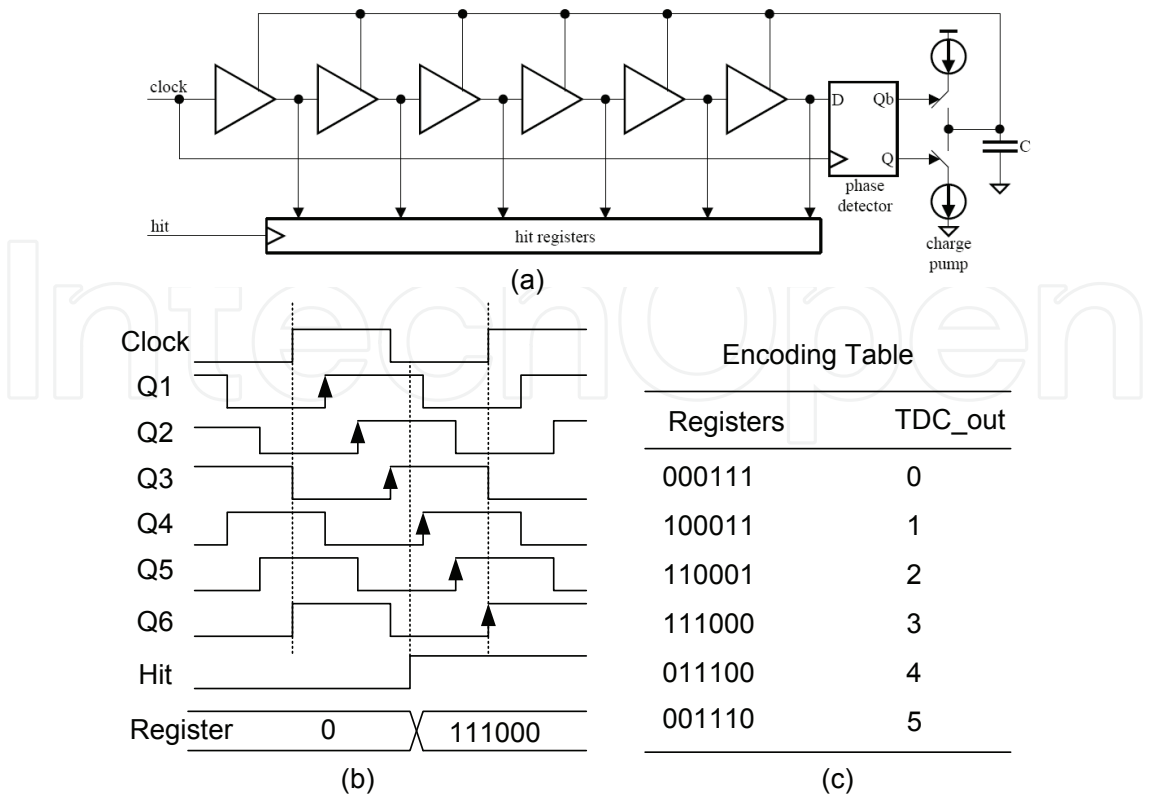 clock
D Qb
Q
C
phase
detector
hit
hit registers
charge
pump
(a)
IntechOpen
Clock
Q1
Q2
Q3
Q4
Q5
Q6
Hit
Register 0 111000
(b)
Encoding Table
Registers TDC_out
000111 0
100011 1
110001 2
111000 3
011100 4
001110 5
(c)